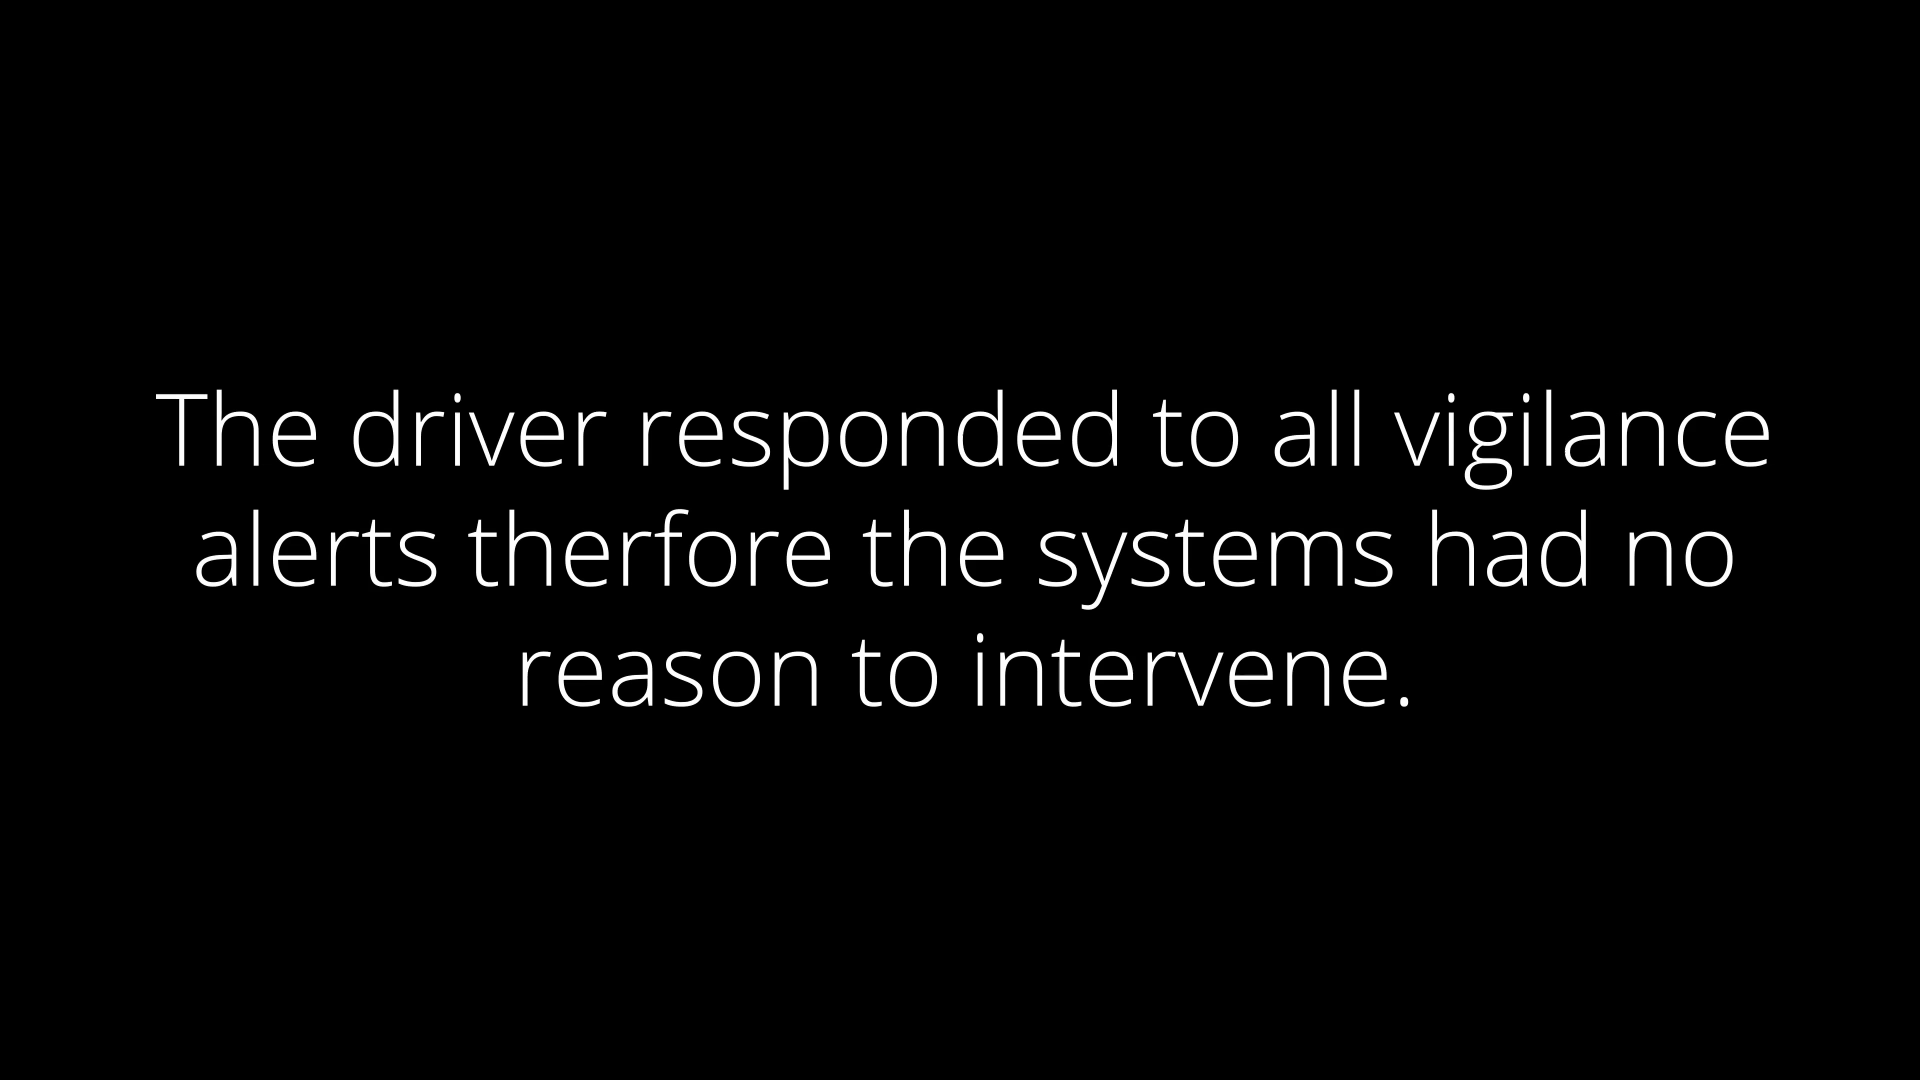 The driver responded to all vigilance
alerts therfore the systems had no
reason to intervene.